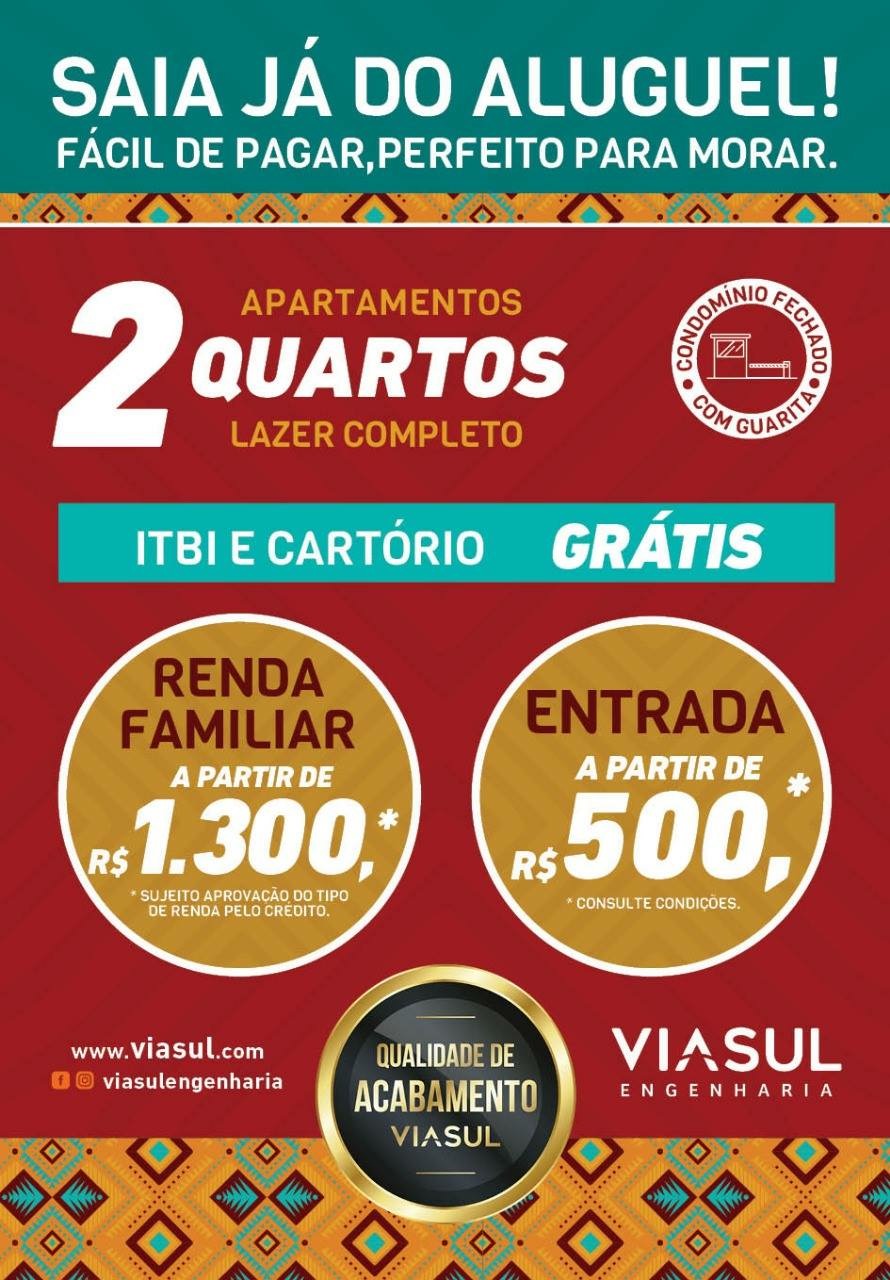 SAIA JÁ DO ALUGUEL!
FÁCIL DE PAGAR,PERFEITO PARA MORAR.
APARTAMENTOS
2 QUARTOS
LAZER COMPLETO
CONDOMÍNIO FECHADO
COM GUARITA
ITBI E CARTÓRIO GRÁTIS
RENDA
FAMILIAR
A PARTIR DE
R$ 1.300,*
* SUJEITO APROVAÇÃO DO TIPO
DE RENDA PELO CRÉDITO.
ENTRADA
A PARTIR DE
R$ 500,*
* CONSULTE CONDIÇÕES.
www.viasul.com
viasulengenharia
QUALIDADE DE
ACABAMENTO
VIASUL
VIASUL
ENGENHARIA